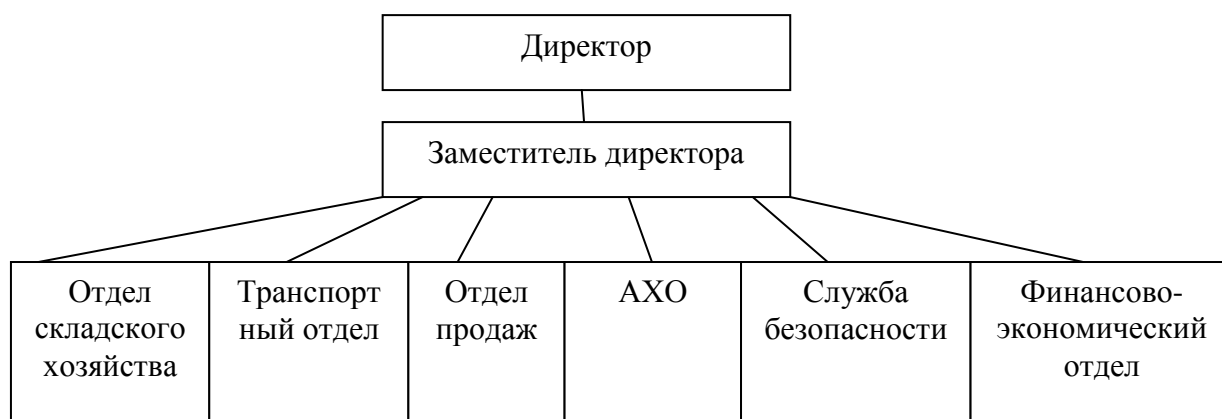 Директор
Заместитель директора
Отдел
складского
хозяйства
Транспорт
ный отдел
Отдел
продаж
АХО
Служба
безопасности
Финансово-
экономический
отдел